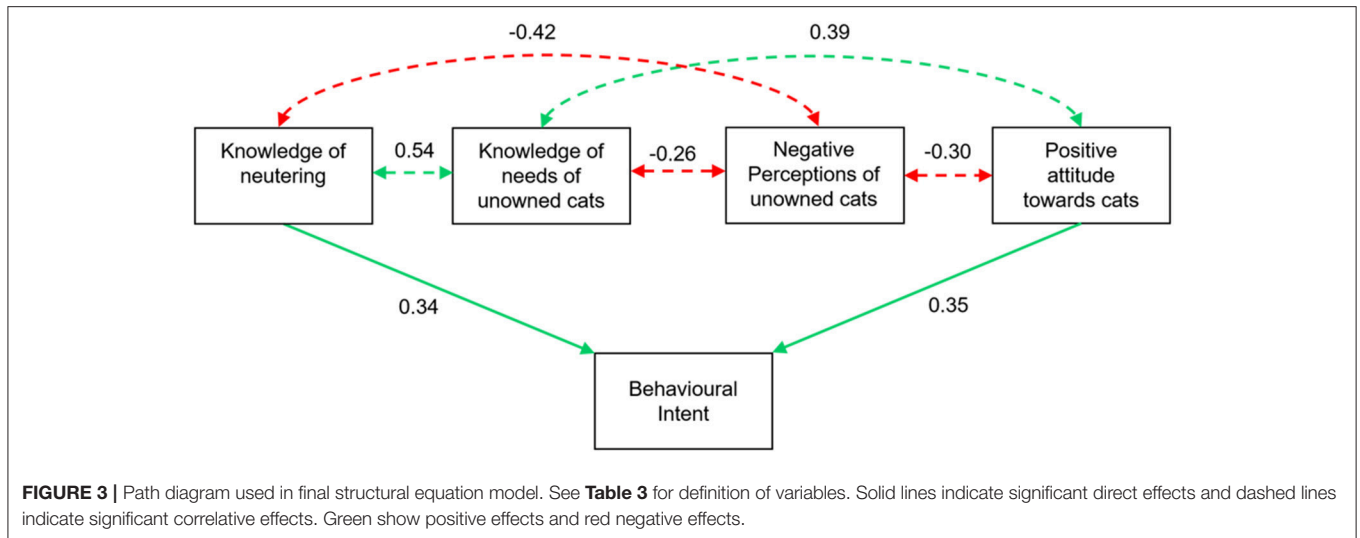 -0.42
0.39
Knowledge of
neutering
0.54
Knowledge of
needs of
unowned cats
-0.26
Negative
Perceptions of
unowned cats
-0.30
Positive
attitude
towards cats
0.34
0.35
Behavioural
Intent
FIGURE 3 | Path diagram used in final structural equation model. See Table 3 for definition of variables. Solid lines indicate significant direct effects and dashed lines
indicate significant correlative effects. Green show positive effects and red negative effects.